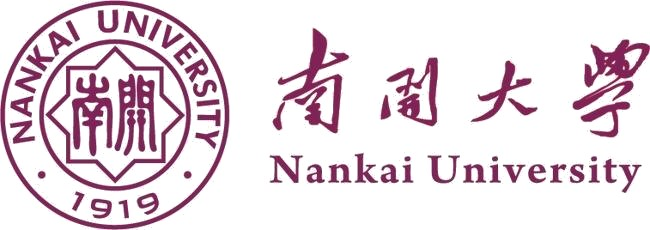 NANKAI UNIVERSITY
南開
1919
南開大學
Nankai University